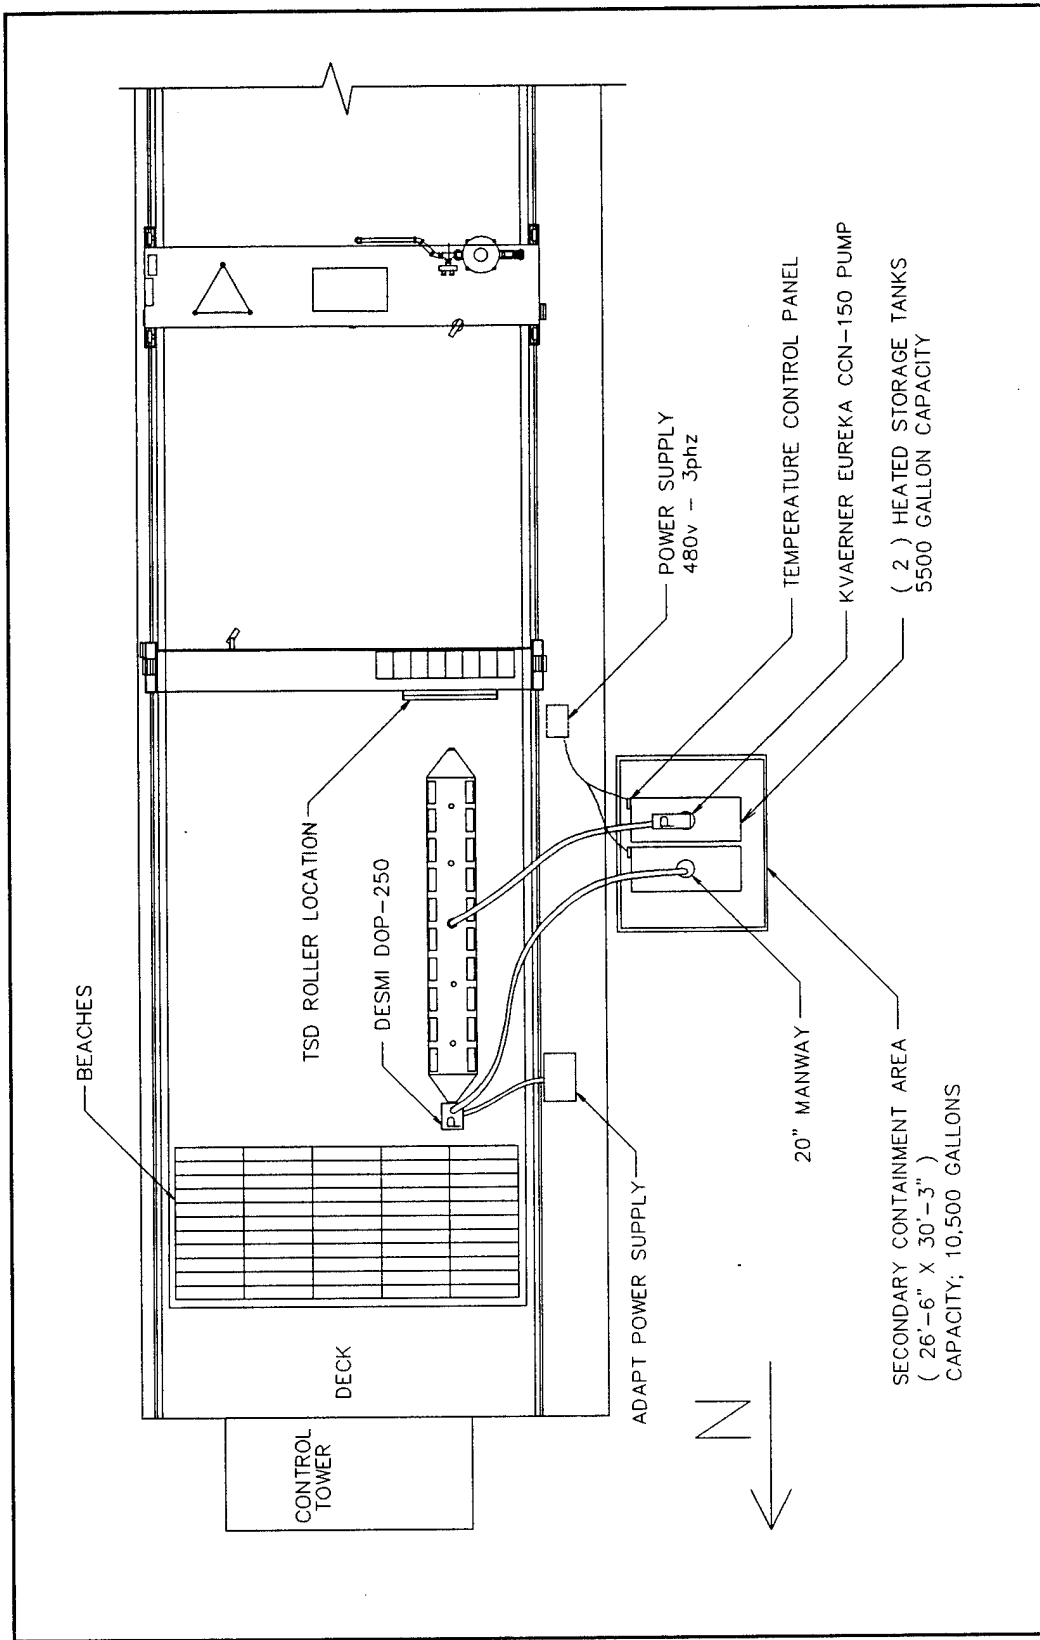 CONTROL
TOWER
DECK
BEACHES
TSD ROLLER LOCATION
DESMI DOP-250
P
P
ADAPT POWER SUPPLY
POWER SUPPLY
480v - 3phz
TEMPERATURE CONTROL PANEL
KVAERNER EUREKA CCN-150 PUMP
( 2 ) HEATED STORAGE TANKS
5500 GALLON CAPACITY
20" MANWAY
SECONDARY CONTAINMENT AREA
( 26'-6" X 30'-3" )
CAPACITY; 10,500 GALLONS
N